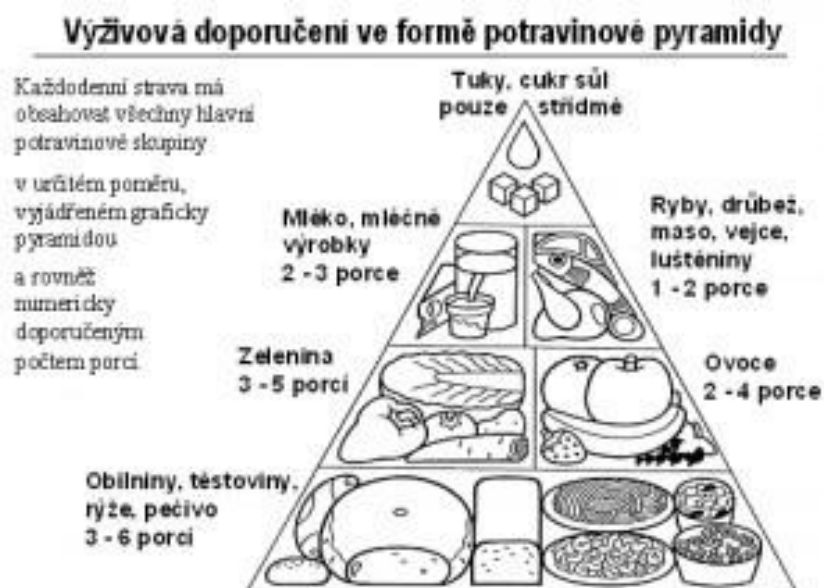 Výživová doporučení ve formě potravinové pyramidy
Každodenní strava má
obsahovat všechny hlavní
potravinové skupiny
v určitém poměru,
vyjádřeném graficky
pyramidou
a rovněž
numericky
doporučeným
počtem porcí
Tuky, cukr sůl
pouze střídmě
Mléko, mléčné
výrobky
2 - 3 porce
Ryby, drůbež,
maso, vejce,
luštěniny
1 - 2 porce
Zelenina
3 - 5 porcí
Ovoce
2 - 4 porce
Obilniny, těstoviny,
rýže, pečivo
3 - 6 porcí